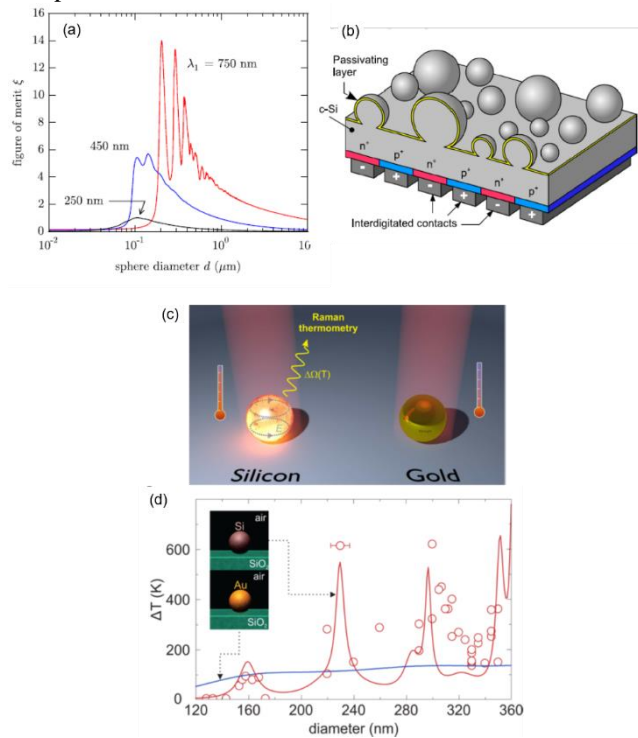 (a)
figure of merit ξ
16
14
12
10
8
6
4
2
0
λ₁ = 750 nm
450 nm
250 nm
10⁻² 10⁻¹ 10⁰
sphere diameter d (μm)
(b)
Passivating
layer
c-Si
n⁺ p⁺ n⁺ p⁺ n⁺ p⁺
- + - + - +
Interdigitated contacts
(c)
Raman
thermometry
ΔΩ(T)
E
Silicon
Gold
(d)
ΔT (K)
600
400
300
200
100
0
air
Si
SiO₂
air
Au
SiO₂
120 160 200 240 280 320 360
diameter (nm)